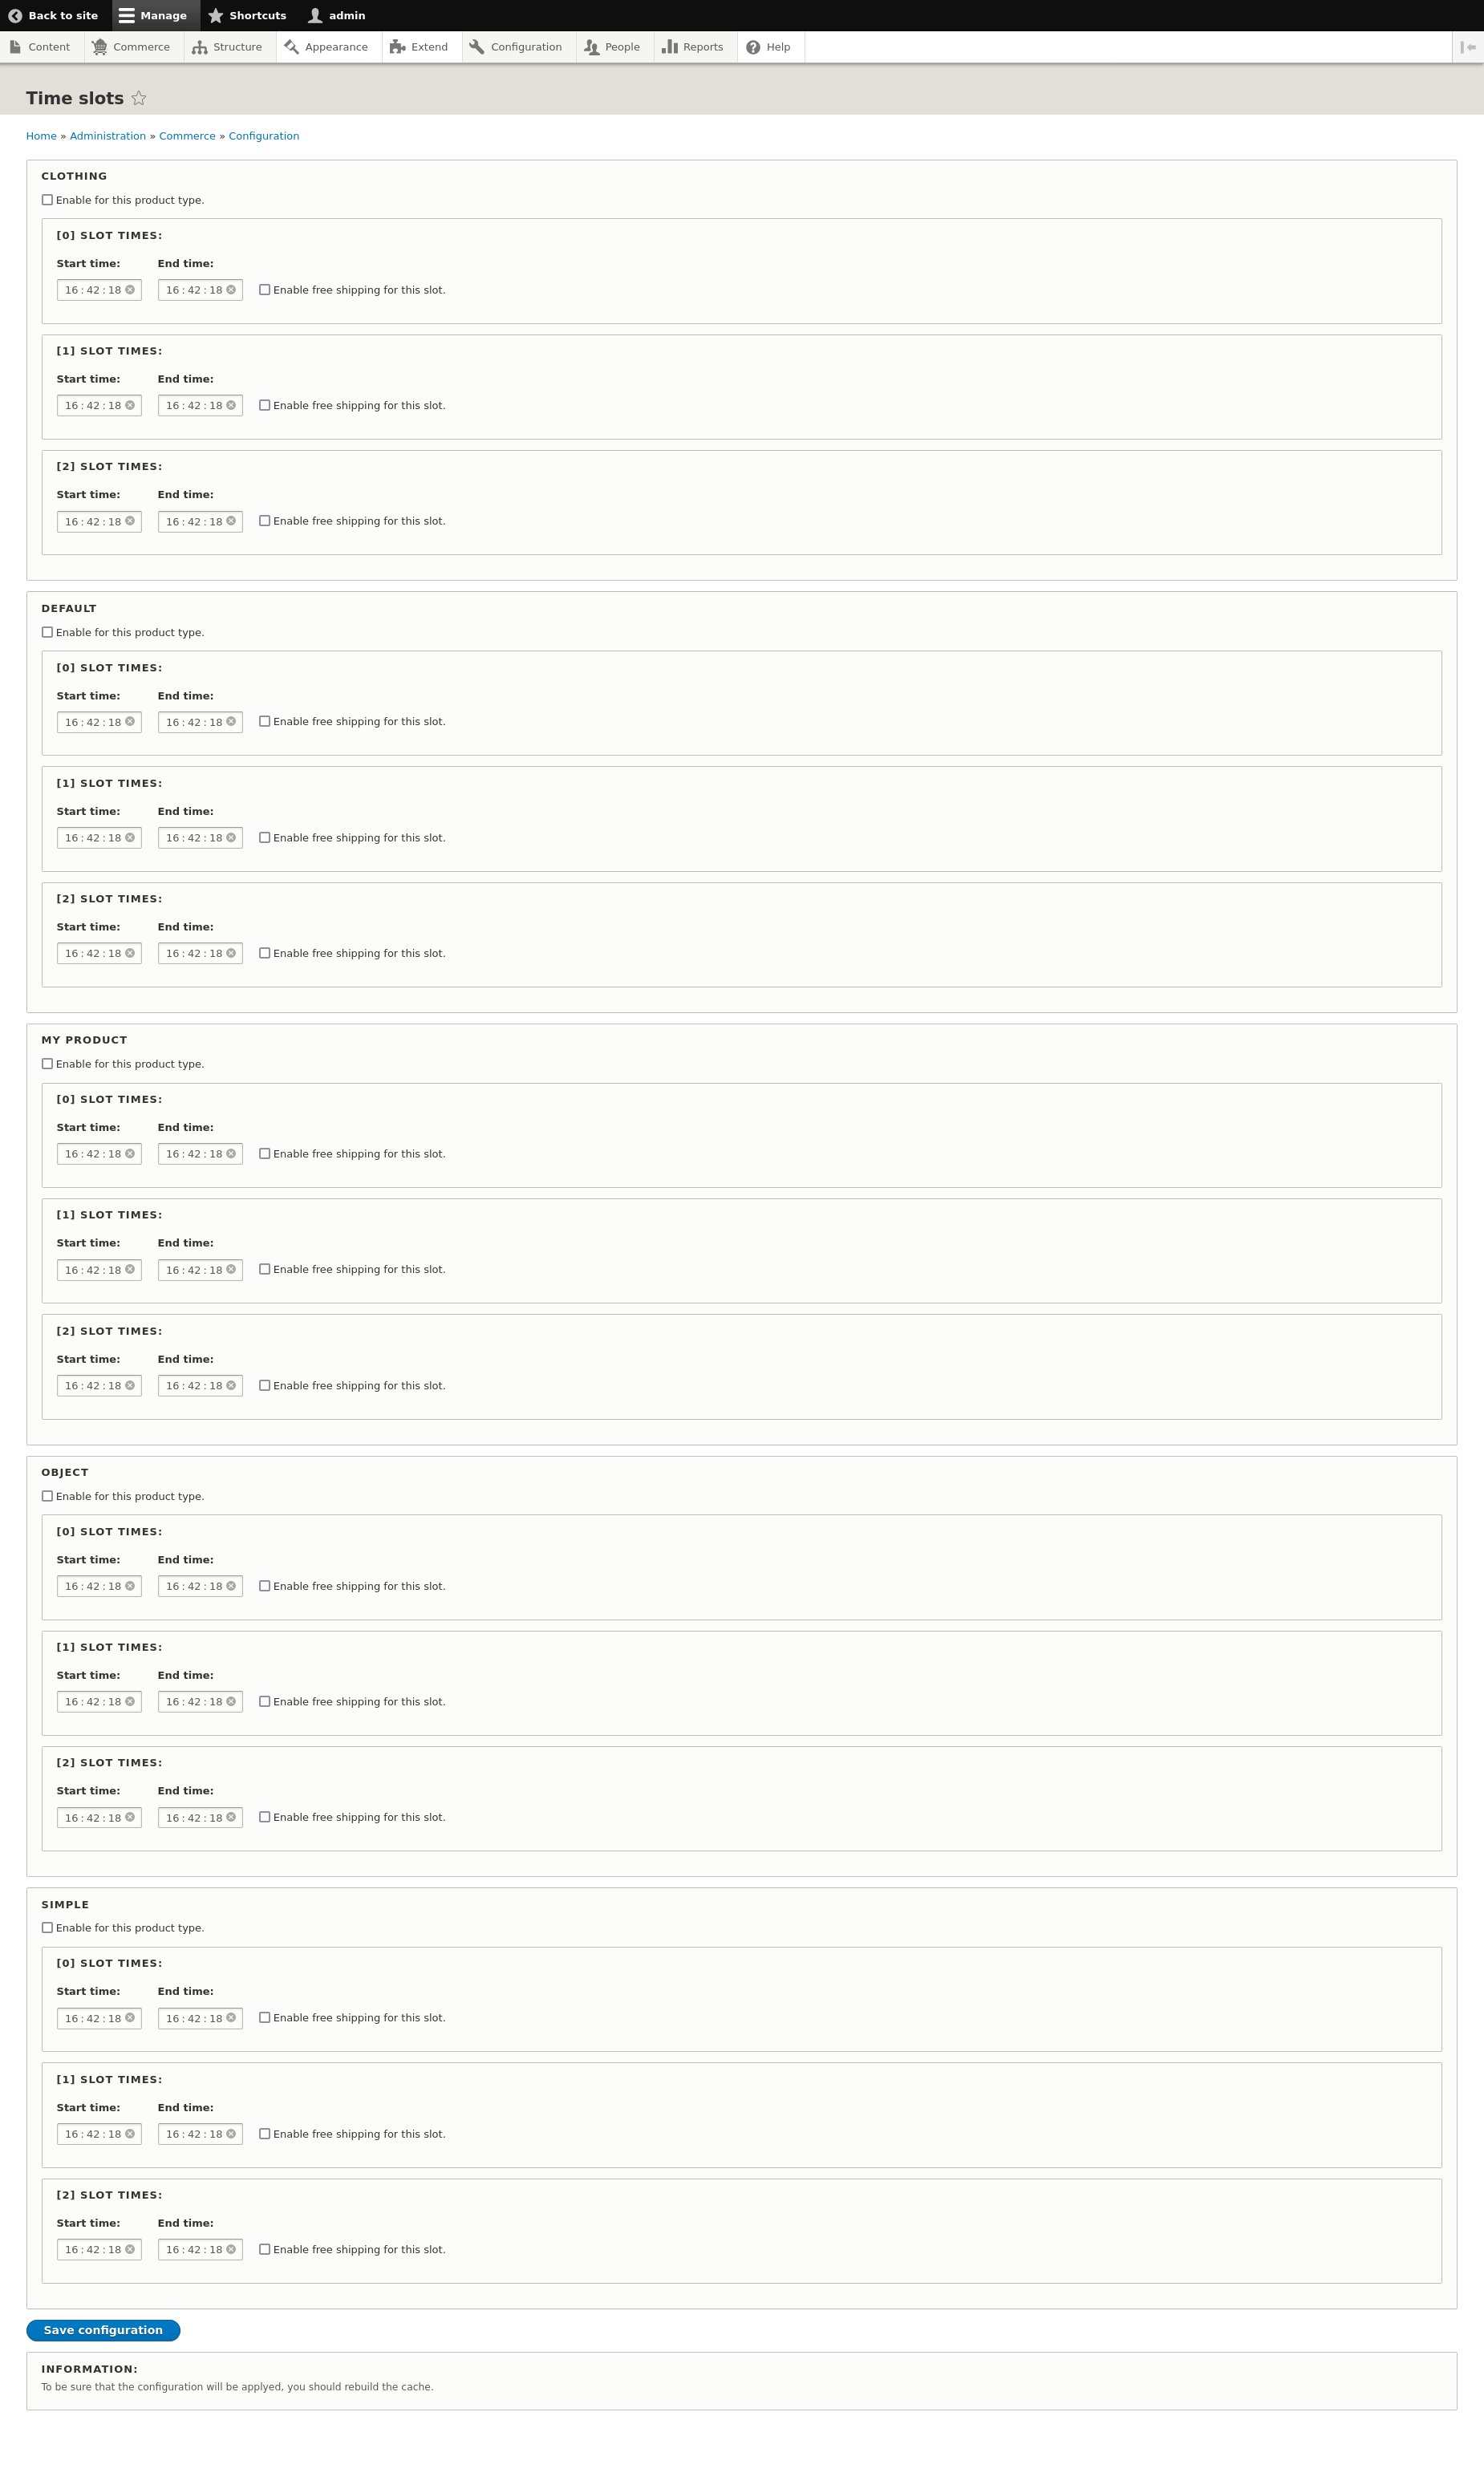 Back to site Manage Shortcuts admin
Content Commerce Structure Appearance Extend Configuration People Reports Help
Time slots
Home » Administration » Commerce » Configuration
CLOTHING
Enable for this product type.
[0] SLOT TIMES:
Start time: End time:
16 : 42 : 18 16 : 42 : 18 Enable free shipping for this slot.
[1] SLOT TIMES:
Start time: End time:
16 : 42 : 18 16 : 42 : 18 Enable free shipping for this slot.
[2] SLOT TIMES:
Start time: End time:
16 : 42 : 18 16 : 42 : 18 Enable free shipping for this slot.
DEFAULT
Enable for this product type.
[0] SLOT TIMES:
Start time: End time:
16 : 42 : 18 16 : 42 : 18 Enable free shipping for this slot.
[1] SLOT TIMES:
Start time: End time:
16 : 42 : 18 16 : 42 : 18 Enable free shipping for this slot.
[2] SLOT TIMES:
Start time: End time:
16 : 42 : 18 16 : 42 : 18 Enable free shipping for this slot.
MY PRODUCT
Enable for this product type.
[0] SLOT TIMES:
Start time: End time:
16 : 42 : 18 16 : 42 : 18 Enable free shipping for this slot.
[1] SLOT TIMES:
Start time: End time:
16 : 42 : 18 16 : 42 : 18 Enable free shipping for this slot.
[2] SLOT TIMES:
Start time: End time:
16 : 42 : 18 16 : 42 : 18 Enable free shipping for this slot.
OBJECT
Enable for this product type.
[0] SLOT TIMES:
Start time: End time:
16 : 42 : 18 16 : 42 : 18 Enable free shipping for this slot.
[1] SLOT TIMES:
Start time: End time:
16 : 42 : 18 16 : 42 : 18 Enable free shipping for this slot.
[2] SLOT TIMES:
Start time: End time:
16 : 42 : 18 16 : 42 : 18 Enable free shipping for this slot.
SIMPLE
Enable for this product type.
[0] SLOT TIMES:
Start time: End time:
16 : 42 : 18 16 : 42 : 18 Enable free shipping for this slot.
[1] SLOT TIMES:
Start time: End time:
16 : 42 : 18 16 : 42 : 18 Enable free shipping for this slot.
[2] SLOT TIMES:
Start time: End time:
16 : 42 : 18 16 : 42 : 18 Enable free shipping for this slot.
Save configuration
INFORMATION:
To be sure that the configuration will be applyed, you should rebuild the cache.